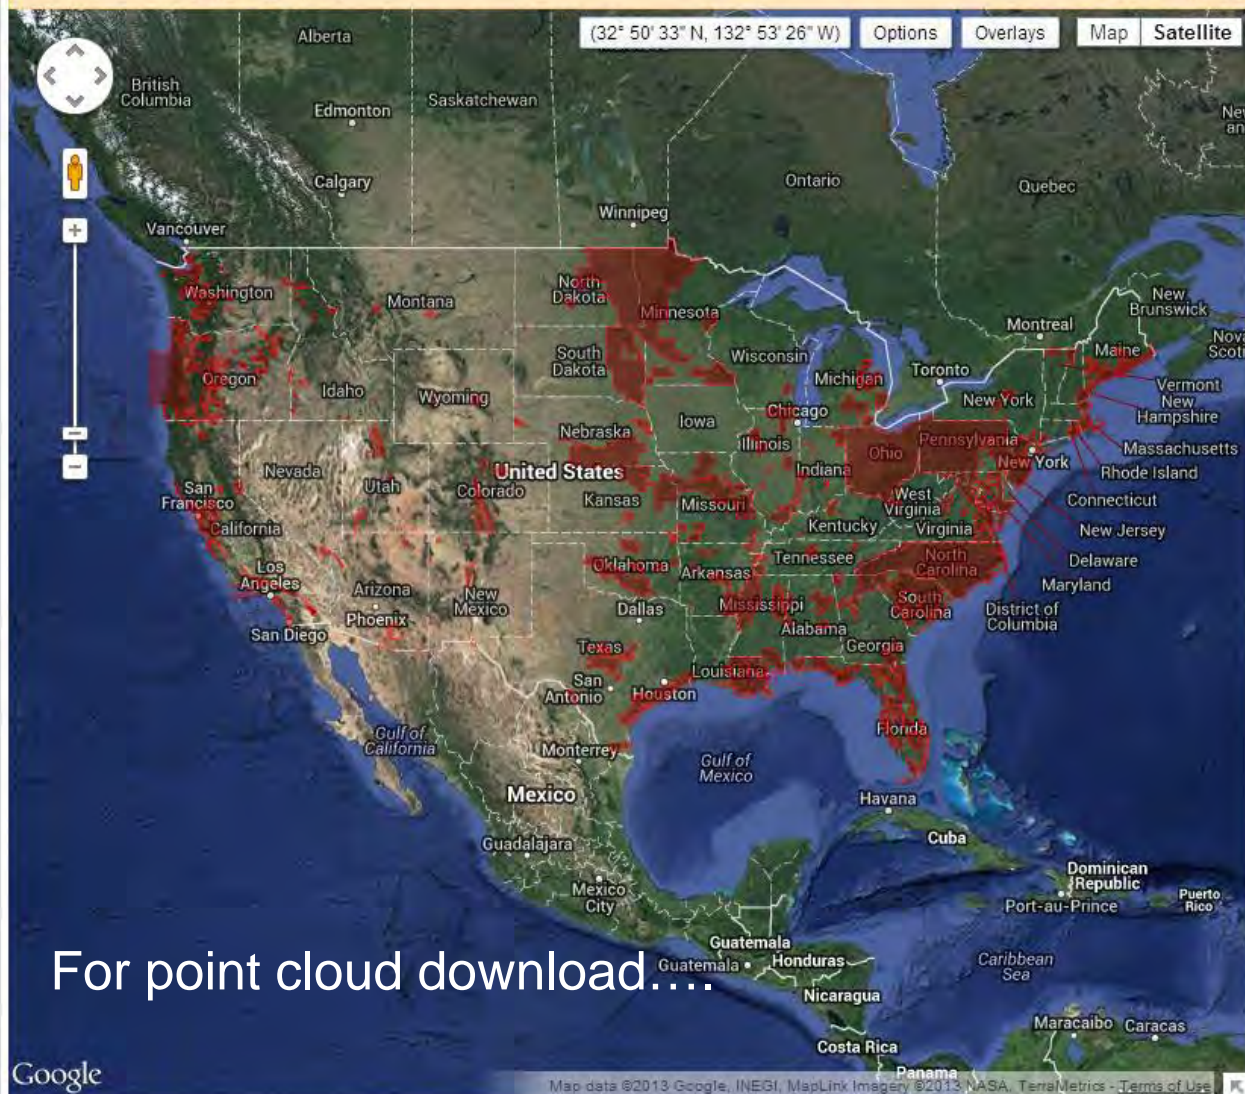 (32° 50' 33" N, 132° 53' 26" W)
Options
Overlays
Map
Satellite
Alberta
British
Columbia
Edmonton
Saskatchewan
Calgary
Ontario
Quebec
Winnipeg
Vancouver
Washington
Montana
North
Dakota
Minnesota
New
Brunswick
Montreal
Maine
Nova
South
Dakota
Wisconsin
Michigan
Toronto
Oregon
Idaho
Wyoming
Vermont
New
Hampshire
New York
Chicago
Iowa
Nebraska
Illinois
Ohio
Pennsylvania
Massachusetts
New York
Rhode Island
Nevada
Utah
Colorado
United States
Indiana
Kansas
Missouri
West
Virginia
Connecticut
San
Francisco
California
Kentucky
Virginia
New Jersey
Los
Angeles
Oklahoma
Arkansas
Tennessee
North
Carolina
Delaware
Maryland
Arizona
New
Mexico
Phoenix
Dallas
Mississippi
South
Carolina
District of
Columbia
San Diego
Alabama
Georgia
Texas
San
Antonio
Louisiana
Houston
Florida
Gulf of
California
Monterrey
Gulf of
Mexico
Mexico
Havana
Cuba
Guadalajara
Dominican
Republic
Mexico
City
Port-au-Prince
Puerto
Rico
For point cloud download….
Guatemala
Guatemala
Honduras
Caribbean
Sea
Nicaragua
Maracaibo
Caracas
Costa Rica
Panama
Google
Map data ©2013 Google, INEGI, MapLink Imagery ©2013 NASA, TerraMetrics - Terms of Use